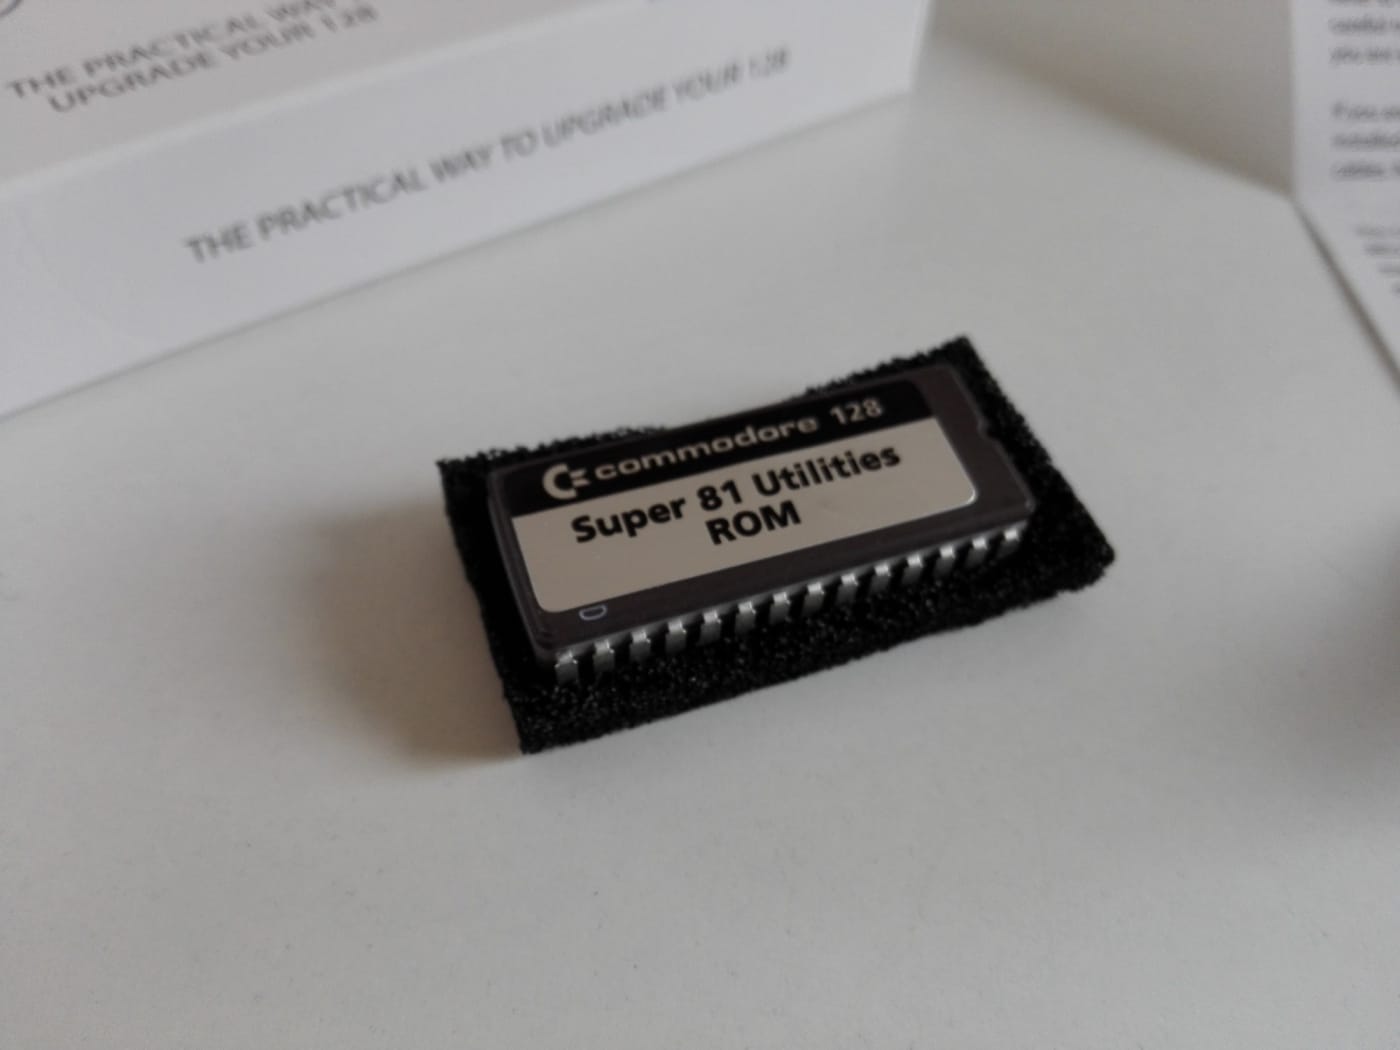 THE PRACTICAL WAY
UPGRADE YOUR 128
THE PRACTICAL WAY TO UPGRADE YOUR 128
commodore 128
Super 81 Utilities
ROM
D